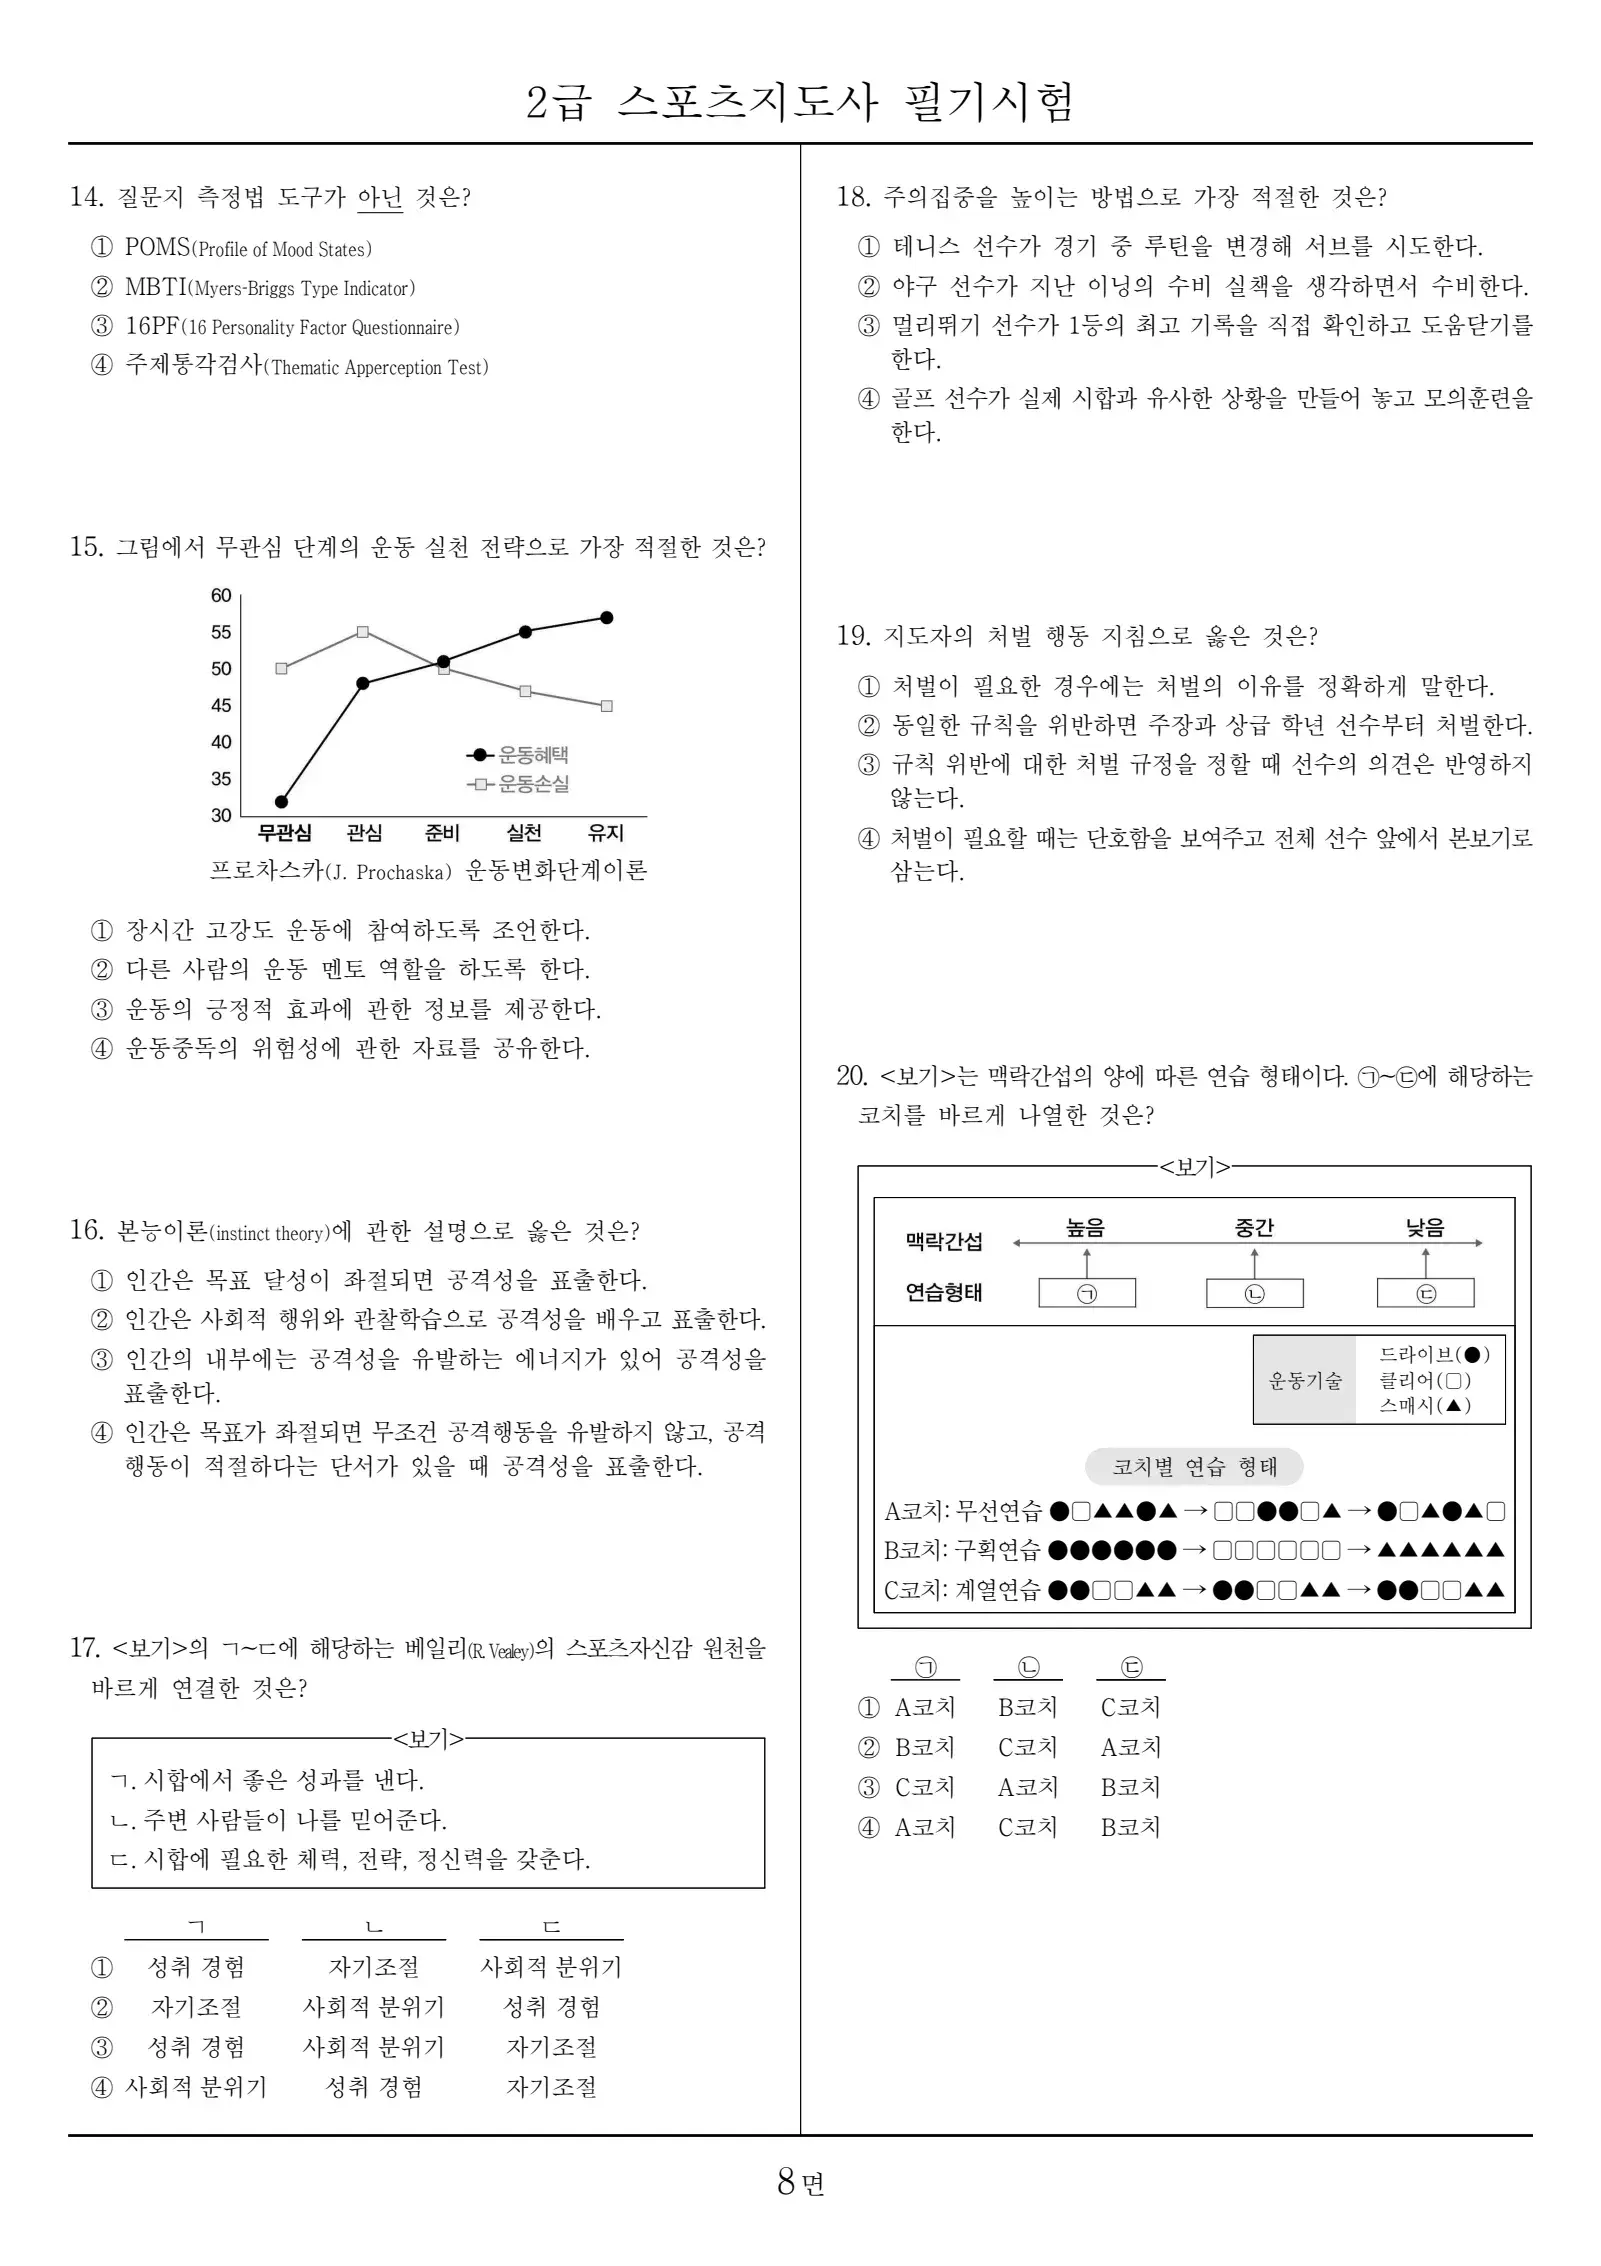 2급 스포츠지도사 필기시험
14. 질문지 측정법 도구가 아닌 것은?
① POMS(Profile of Mood States)
② MBTI(Myers-Briggs Type Indicator)
③ 16PF(16 Personality Factor Questionnaire)
④ 주제통각검사(Thematic Apperception Test)
15. 그림에서 무관심 단계의 운동 실천 전략으로 가장 적절한 것은?
60
55
50
45
40
35
30
운동혜택
운동손실
무관심 관심 준비 실천 유지
프로차스카(J. Prochaska) 운동변화단계이론
① 장시간 고강도 운동에 참여하도록 조언한다.
② 다른 사람의 운동 멘토 역할을 하도록 한다.
③ 운동의 긍정적 효과에 관한 정보를 제공한다.
④ 운동중독의 위험성에 관한 자료를 공유한다.
16. 본능이론(instinct theory)에 관한 설명으로 옳은 것은?
① 인간은 목표 달성이 좌절되면 공격성을 표출한다.
② 인간은 사회적 행위와 관찰학습으로 공격성을 배우고 표출한다.
③ 인간의 내부에는 공격성을 유발하는 에너지가 있어 공격성을
표출한다.
④ 인간은 목표가 좌절되면 무조건 공격행동을 유발하지 않고, 공격
행동이 적절하다는 단서가 있을 때 공격성을 표출한다.
17. <보기>의 ㄱ~ㄷ에 해당하는 베일리(R. Vealey)의 스포츠자신감 원천을
바르게 연결한 것은?
<보기>
ㄱ. 시합에서 좋은 성과를 낸다.
ㄴ. 주변 사람들이 나를 믿어준다.
ㄷ. 시합에 필요한 체력, 전략, 정신력을 갖춘다.
ㄱ ㄴ ㄷ
① 성취 경험 자기조절 사회적 분위기
② 자기조절 사회적 분위기 성취 경험
③ 성취 경험 사회적 분위기 자기조절
④ 사회적 분위기 성취 경험 자기조절
18. 주의집중을 높이는 방법으로 가장 적절한 것은?
① 테니스 선수가 경기 중 루틴을 변경해 서브를 시도한다.
② 야구 선수가 지난 이닝의 수비 실책을 생각하면서 수비한다.
③ 멀리뛰기 선수가 1등의 최고 기록을 직접 확인하고 도움닫기를
한다.
④ 골프 선수가 실제 시합과 유사한 상황을 만들어 놓고 모의훈련을
한다.
19. 지도자의 처벌 행동 지침으로 옳은 것은?
① 처벌이 필요한 경우에는 처벌의 이유를 정확하게 말한다.
② 동일한 규칙을 위반하면 주장과 상급 학년 선수부터 처벌한다.
③ 규칙 위반에 대한 처벌 규정을 정할 때 선수의 의견은 반영하지
않는다.
④ 처벌이 필요할 때는 단호함을 보여주고 전체 선수 앞에서 본보기로
삼는다.
20. <보기>는 맥락간섭의 양에 따른 연습 형태이다. ㉠~㉢에 해당하는
코치를 바르게 나열한 것은?
<보기>
높음 중간 낮음
맥락간섭
연습형태 ㉠ ㉡ ㉢
드라이브(●)
운동기술 클리어(▢)
스매시(▲)
코치별 연습 형태
A코치: 무선연습 ●▢▲▲●▲→▢▢●●▢▲→●▢▲●▲▢
B코치: 구획연습 ●●●●●●→▢▢▢▢▢▢→▲▲▲▲▲▲
C코치: 계열연습 ●●▢▢▲▲→●●▢▢▲▲→●●▢▢▲▲
㉠ ㉡ ㉢
① A코치 B코치 C코치
② B코치 C코치 A코치
③ C코치 A코치 B코치
④ A코치 C코치 B코치
8면